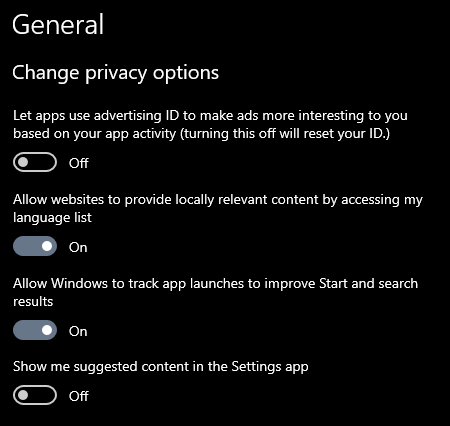 General
Change privacy options
Let apps use advertising ID to make ads more interesting to you
based on your app activity (turning this off will reset your ID.)
Off
Allow websites to provide locally relevant content by accessing my
language list
On
Allow Windows to track app launches to improve Start and search
results
On
Show me suggested content in the Settings app
Off